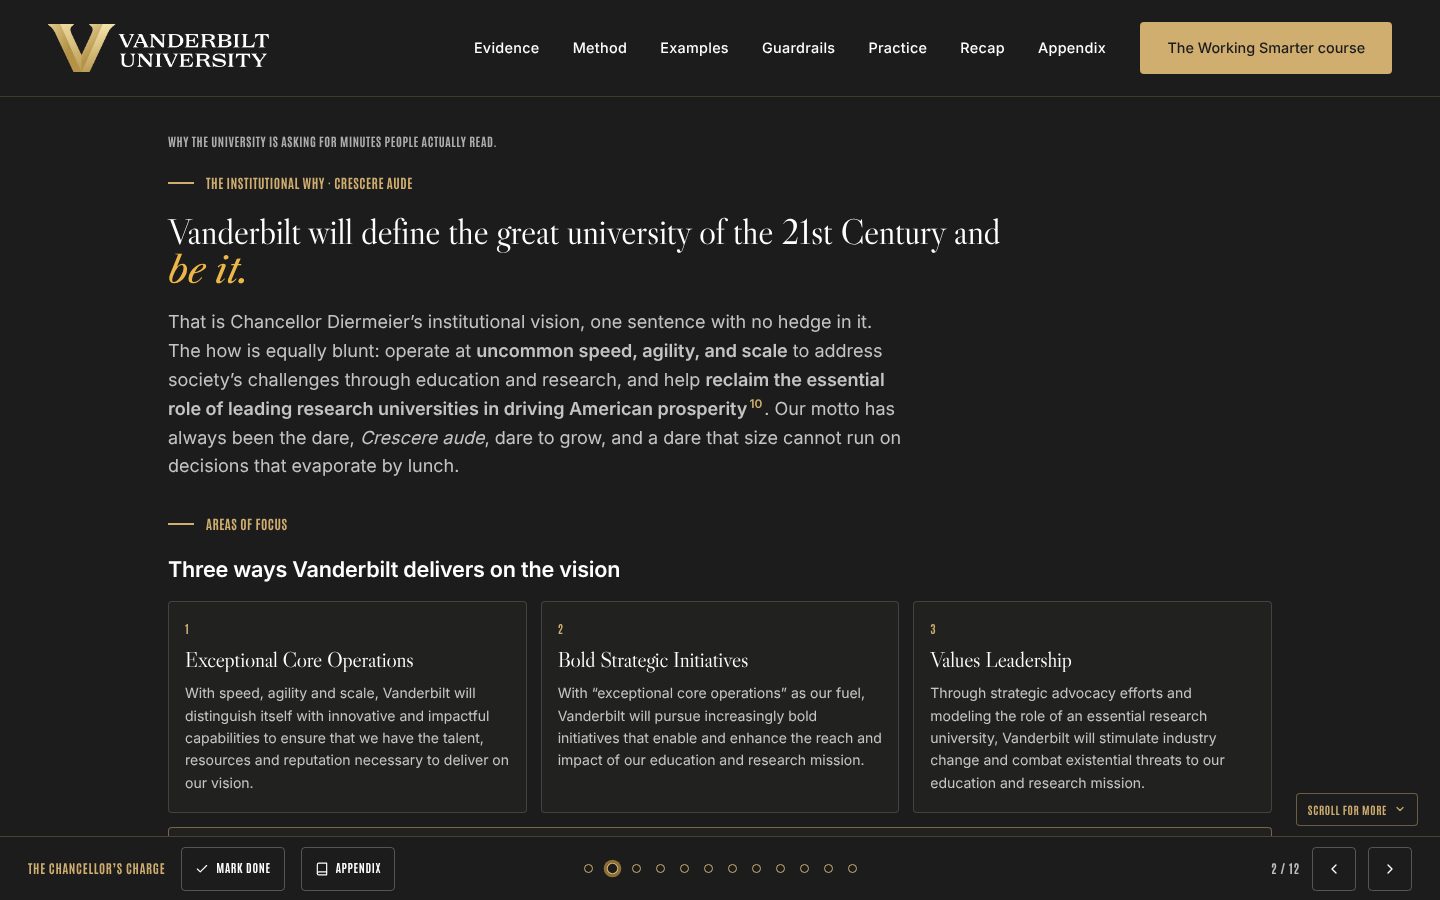 VANDERBILT
UNIVERSITY
Evidence
Method
Examples
Guardrails
Practice
Recap
Appendix
The Working Smarter course
WHY THE UNIVERSITY IS ASKING FOR MINUTES PEOPLE ACTUALLY READ.
THE INSTITUTIONAL WHY · CRESCERE AUDE
Vanderbilt will define the great university of the 21st Century and
be it.
That is Chancellor Diermeier’s institutional vision, one sentence with no hedge in it.
The how is equally blunt: operate at uncommon speed, agility, and scale to address
society’s challenges through education and research, and help reclaim the essential
role of leading research universities in driving American prosperity 10. Our motto has
always been the dare, Crescere aude, dare to grow, and a dare that size cannot run on
decisions that evaporate by lunch.
AREAS OF FOCUS
Three ways Vanderbilt delivers on the vision
1
Exceptional Core Operations
With speed, agility and scale, Vanderbilt will
distinguish itself with innovative and impactful
capabilities to ensure that we have the talent,
resources and reputation necessary to deliver on
our vision.
2
Bold Strategic Initiatives
With “exceptional core operations” as our fuel,
Vanderbilt will pursue increasingly bold
initiatives that enable and enhance the reach and
impact of our education and research mission.
3
Values Leadership
Through strategic advocacy efforts and
modeling the role of an essential research
university, Vanderbilt will stimulate industry
change and combat existential threats to our
education and research mission.
SCROLL FOR MORE
THE CHANCELLOR’S CHARGE
MARK DONE
APPENDIX
2 / 12